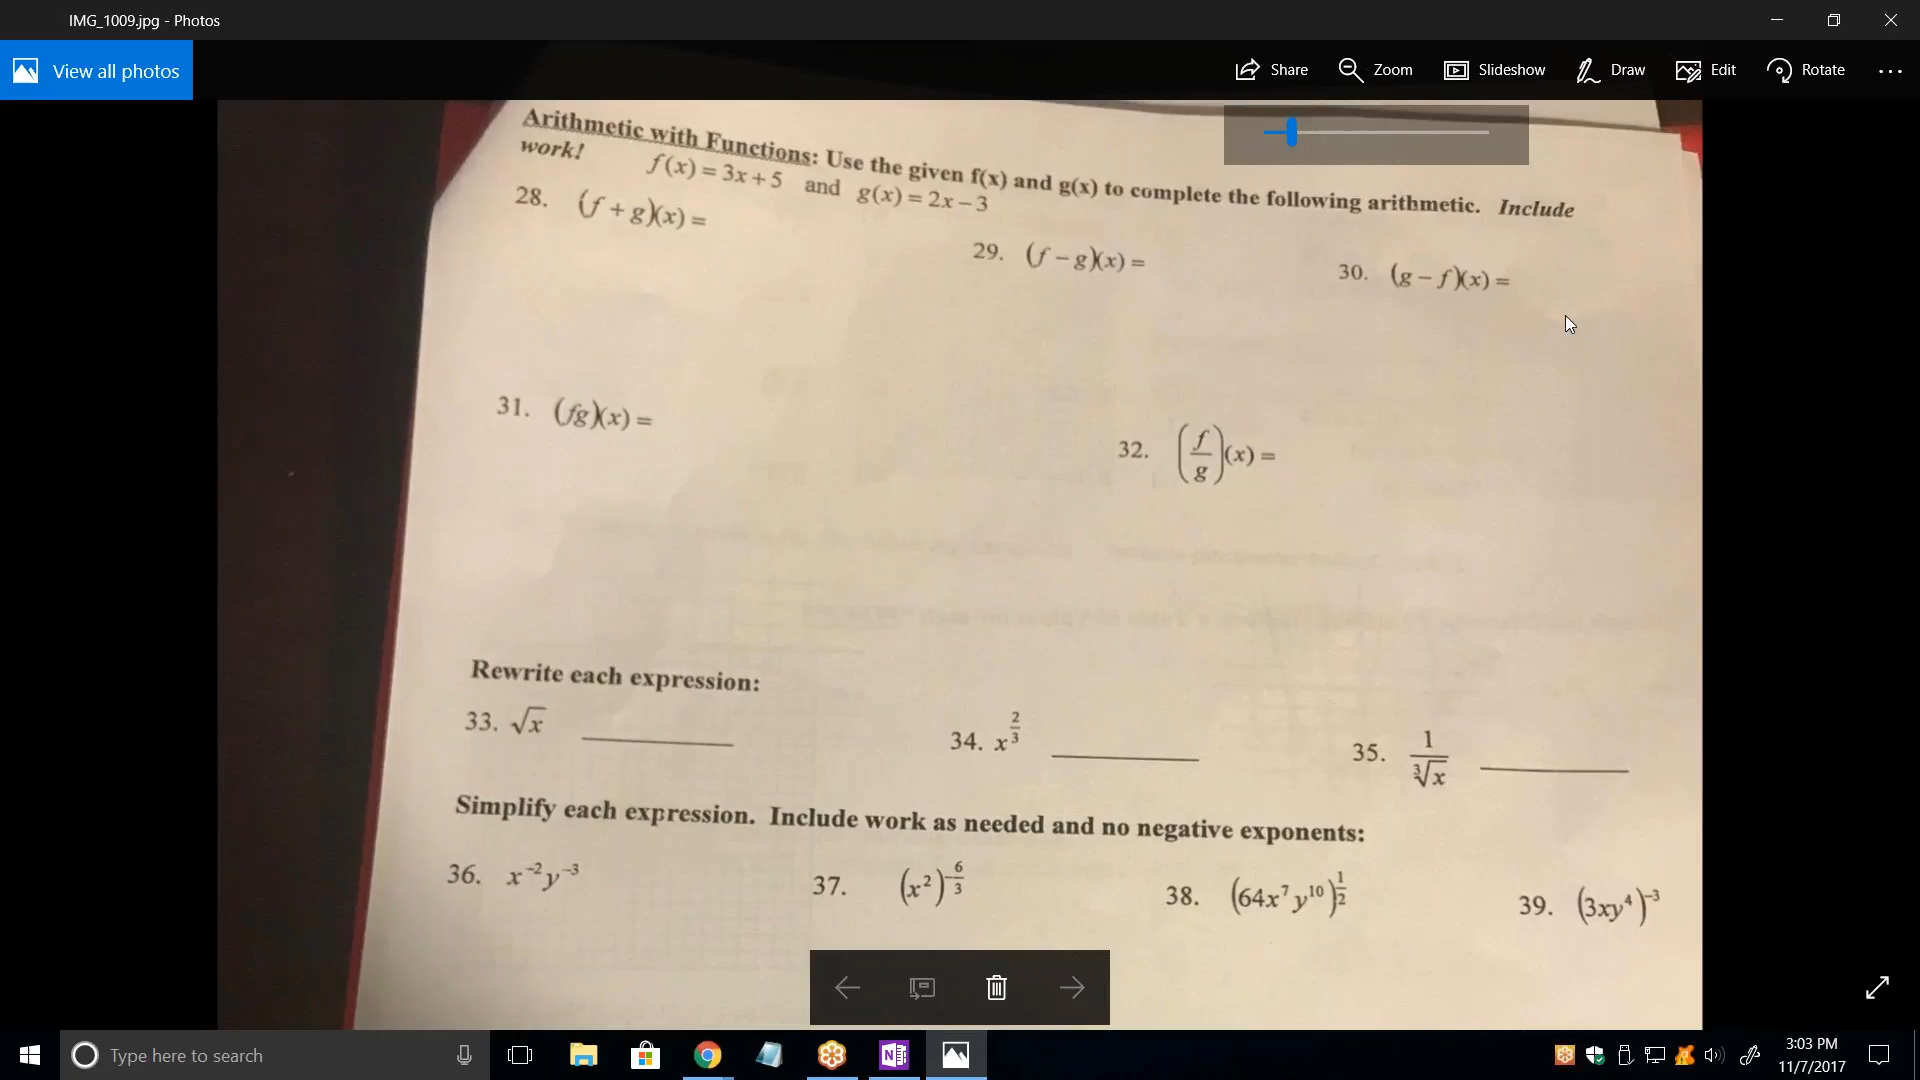 IMG_1009.jpg - Photos
View all photos
Share Zoom Slideshow Draw Edit Rotate
Arithmetic with Functions: Use the given f(x) and g(x) to complete the following arithmetic. Include
work! f(x) = 3x + 5 and g(x) = 2x - 3
28. (f + g)(x) =
29. (f - g)(x) =
30. (g - f)(x) =
31. (fg)(x) =
32. (f/g)(x) =
Rewrite each expression:
33. √x ________
34. x^(2/3) ________
35. 1/∛x ________
Simplify each expression. Include work as needed and no negative exponents:
36. x⁻²y⁻³
37. (x²)^(-6/3)
38. (64x⁷y¹⁰)^(1/2)
39. (3xy⁴)⁻³
Type here to search
3:03 PM
11/7/2017